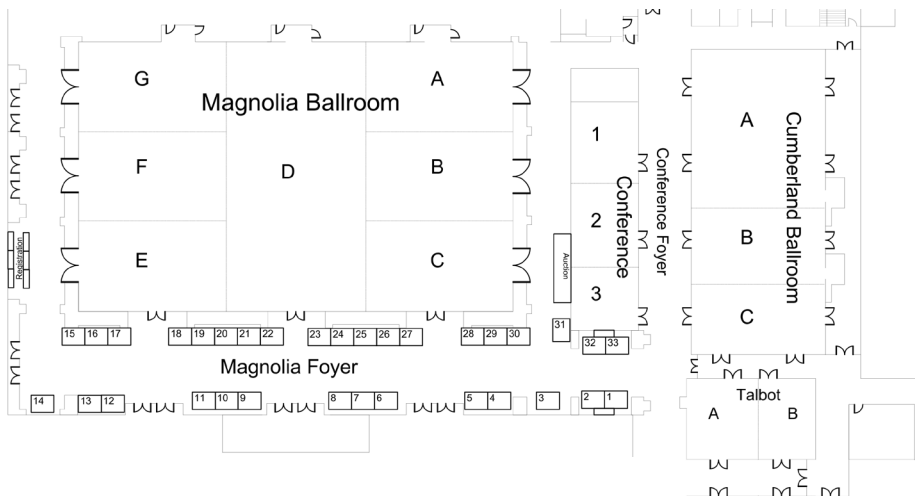 G
A
Magnolia Ballroom
F
D
B
E
C
1
2
3
Conference
Conference Foyer
A
B
C
Cumberland Ballroom
Registration
Auction
15 16 17
18 19 20 21 22
23 24 25 26 27
28 29 30
31
32 33
Magnolia Foyer
14
13 12
11 10 9
8 7 6
5 4
3
2 1
Talbot
A
B